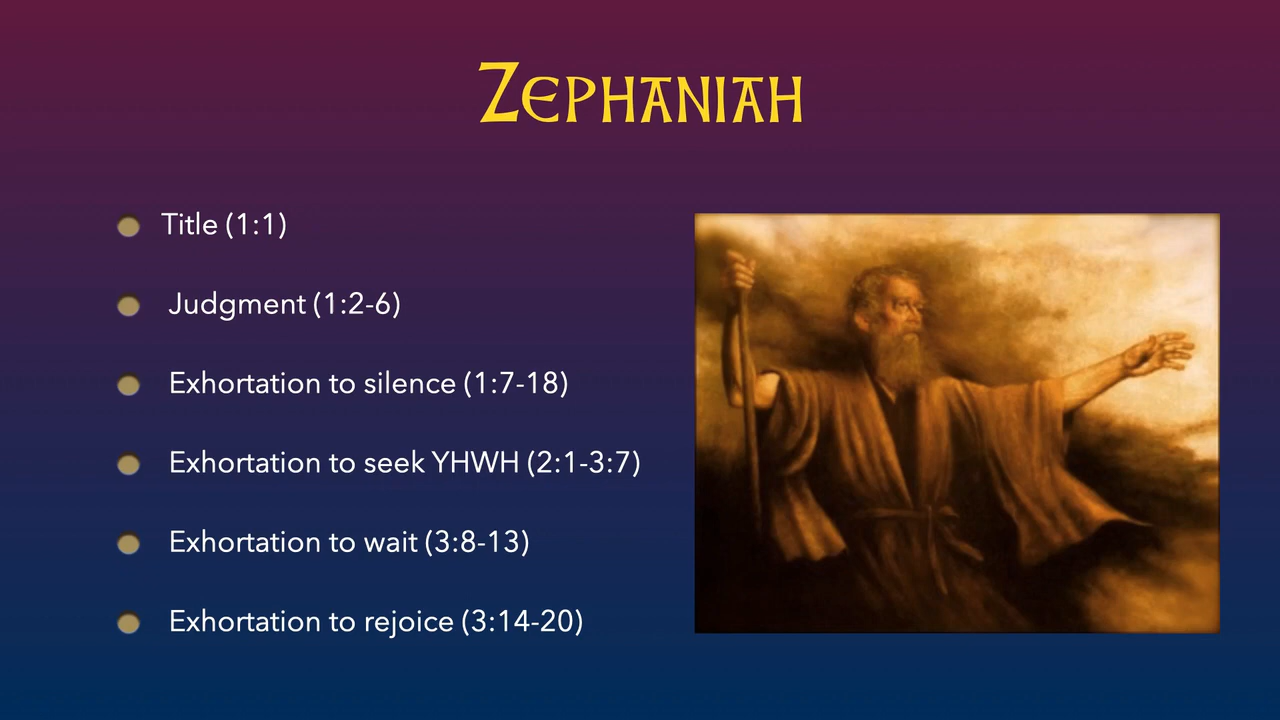 Zephaniah
Title (1:1)
Judgment (1:2-6)
Exhortation to silence (1:7-18)
Exhortation to seek YHWH (2:1-3:7)
Exhortation to wait (3:8-13)
Exhortation to rejoice (3:14-20)